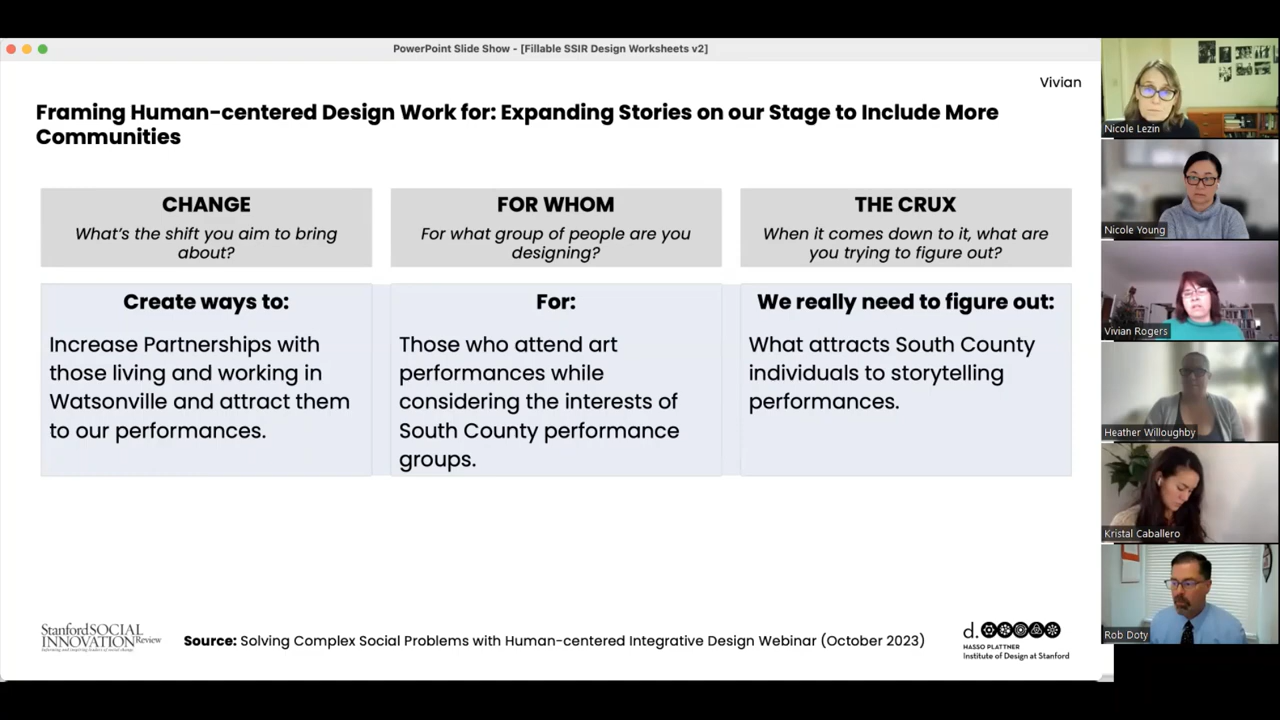 PowerPoint Slide Show - [Fillable SSIR Design Worksheets v2]
Vivian
Framing Human-centered Design Work for: Expanding Stories on our Stage to Include More
Communities
CHANGE
What's the shift you aim to bring
about?
FOR WHOM
For what group of people are you
designing?
THE CRUX
When it comes down to it, what are
you trying to figure out?
Create ways to:
Increase Partnerships with
those living and working in
Watsonville and attract them
to our performances.
For:
Those who attend art
performances while
considering the interests of
South County performance
groups.
We really need to figure out:
What attracts South County
individuals to storytelling
performances.
Stanford SOCIAL
INNOVATION Review
Source: Solving Complex Social Problems with Human-centered Integrative Design Webinar (October 2023)
d.
HASSO PLATTNER
Institute of Design at Stanford
Nicole Lezin
Nicole Young
Vivian Rogers
Heather Willoughby
Kristal Caballero
Rob Doty